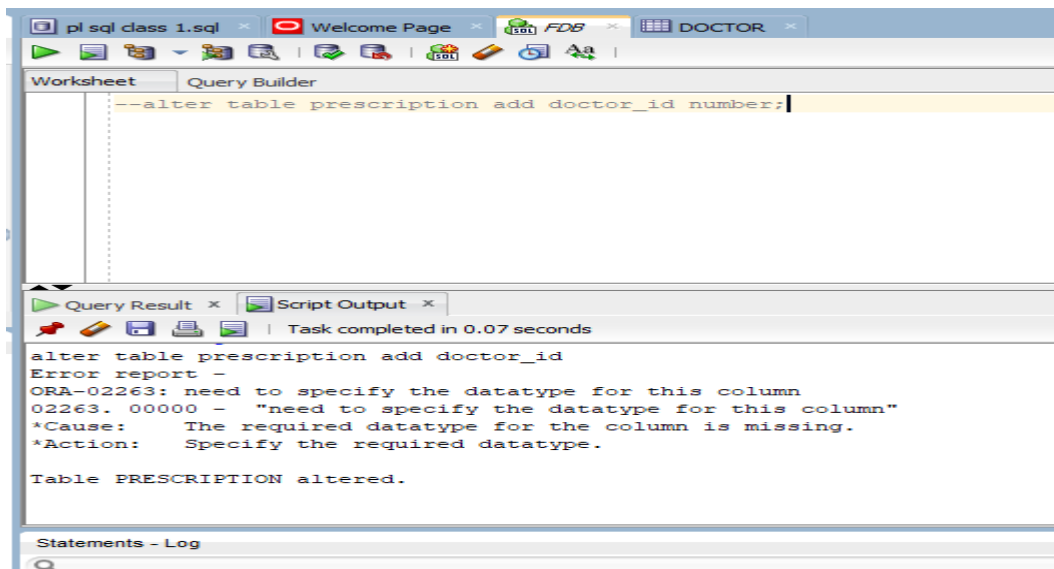 pl sql class 1.sql
Welcome Page
FDB
DOCTOR
Worksheet
Query Builder
--alter table prescription add doctor_id number;
Query Result
Script Output
Task completed in 0.07 seconds
alter table prescription add doctor_id
Error report -
ORA-02263: need to specify the datatype for this column
02263. 00000 -  "need to specify the datatype for this column"
*Cause:    The required datatype for the column is missing.
*Action:   Specify the required datatype.
Table PRESCRIPTION altered.
Statements - Log